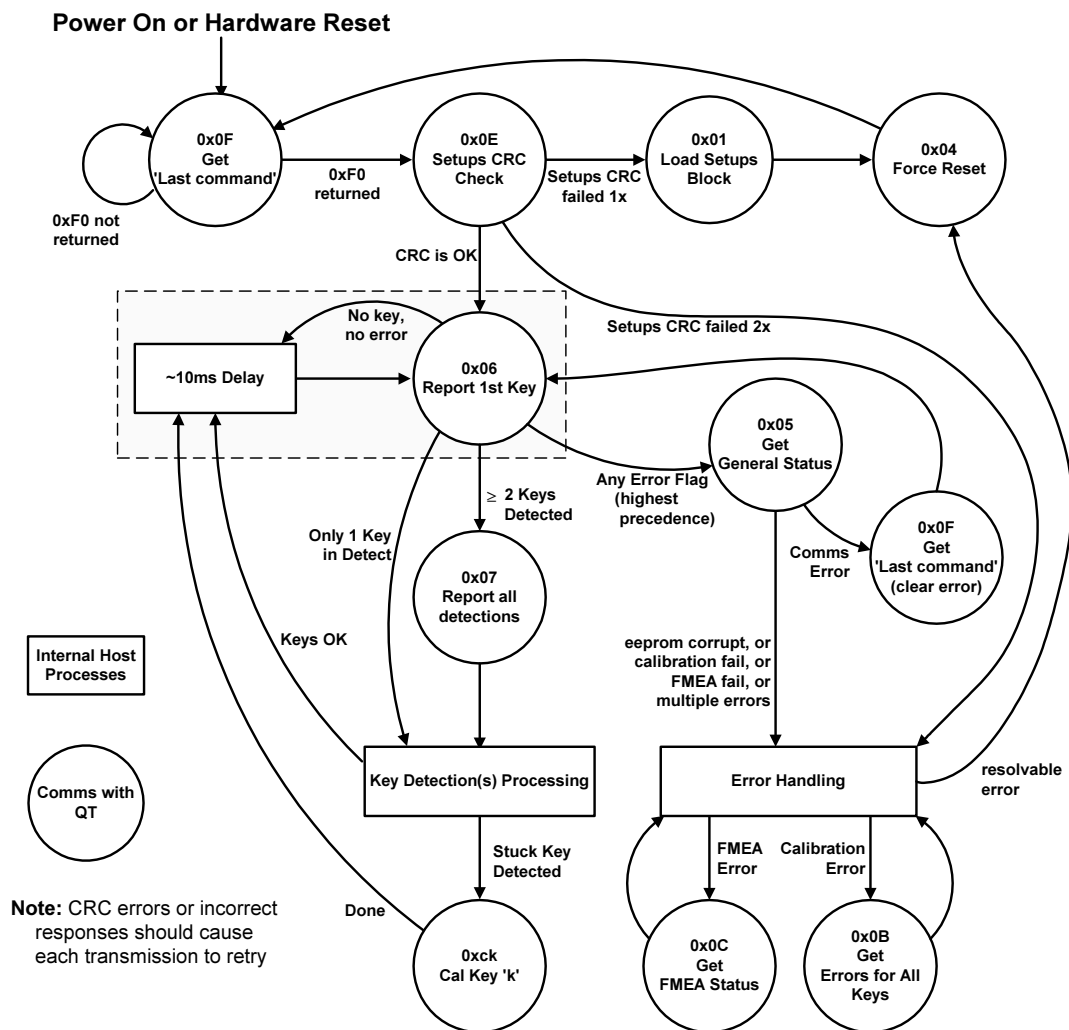 Power On or Hardware Reset
0x0F
Get
'Last command'
0xF0 not
returned
0xF0
returned
0x0E
Setups CRC
Check
Setups CRC
failed 1x
0x01
Load Setups
Block
0x04
Force Reset
CRC is OK
Setups CRC failed 2x
No key,
no error
~10ms Delay
0x06
Report 1st Key
Any Error Flag
(highest
precedence)
0x05
Get
General Status
≥ 2 Keys
Detected
Only 1 Key
in Detect
Comms
Error
0x0F
Get
'Last command'
(clear error)
0x07
Report all
detections
Keys OK
eeprom corrupt, or
calibration fail, or
FMEA fail, or
multiple errors
Internal Host
Processes
Key Detection(s) Processing
Error Handling
resolvable
error
Comms with
QT
Stuck Key
Detected
FMEA
Error
Calibration
Error
Note: CRC errors or incorrect
responses should cause
each transmission to retry
Done
0xck
Cal Key 'k'
0x0C
Get
FMEA Status
0x0B
Get
Errors for All
Keys